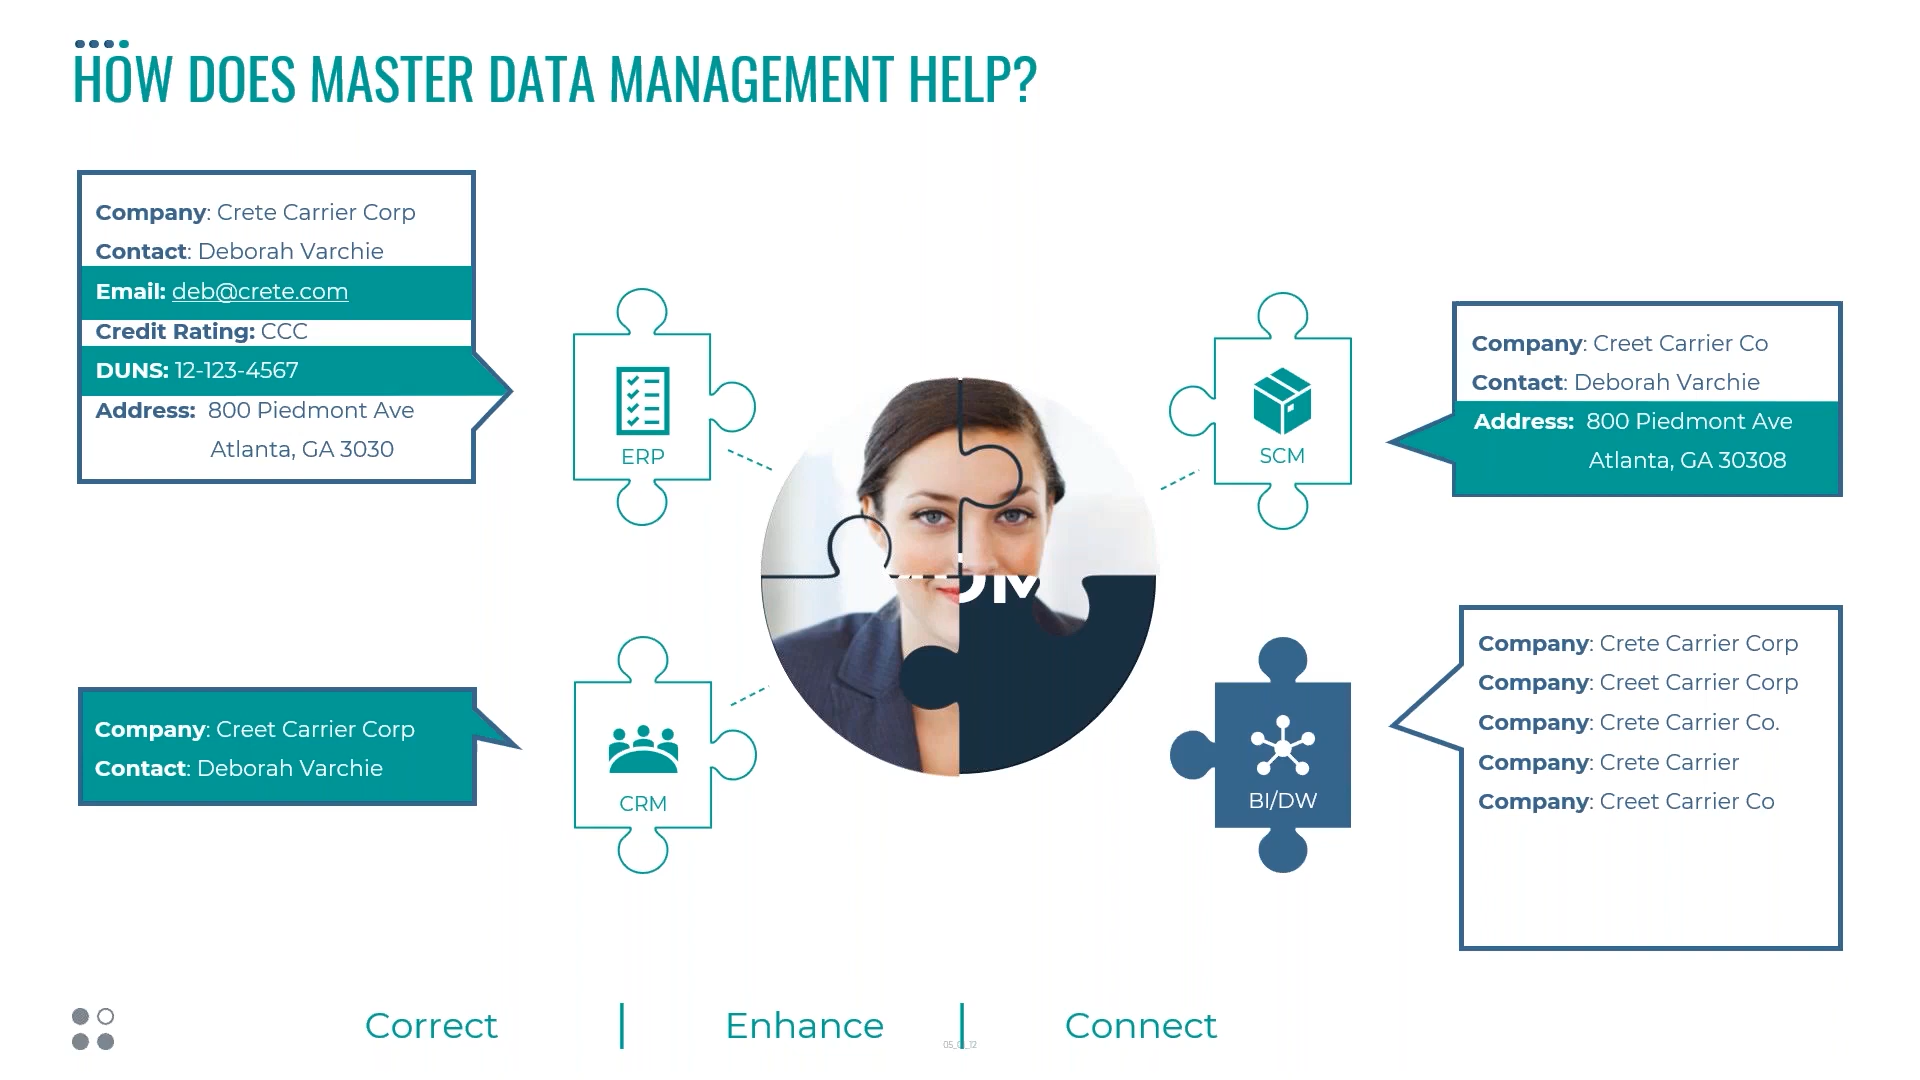 HOW DOES MASTER DATA MANAGEMENT HELP?
Company: Crete Carrier Corp
Contact: Deborah Varchie
Email: deb@crete.com
Credit Rating: CCC
DUNS: 12-123-4567
Address: 800 Piedmont Ave
Atlanta, GA 3030
ERP
SCM
Company: Creet Carrier Co
Contact: Deborah Varchie
Address: 800 Piedmont Ave
Atlanta, GA 30308
Company: Creet Carrier Corp
Contact: Deborah Varchie
CRM
BI/DW
Company: Crete Carrier Corp
Company: Creet Carrier Corp
Company: Crete Carrier Co.
Company: Crete Carrier
Company: Creet Carrier Co
Correct | Enhance | Connect